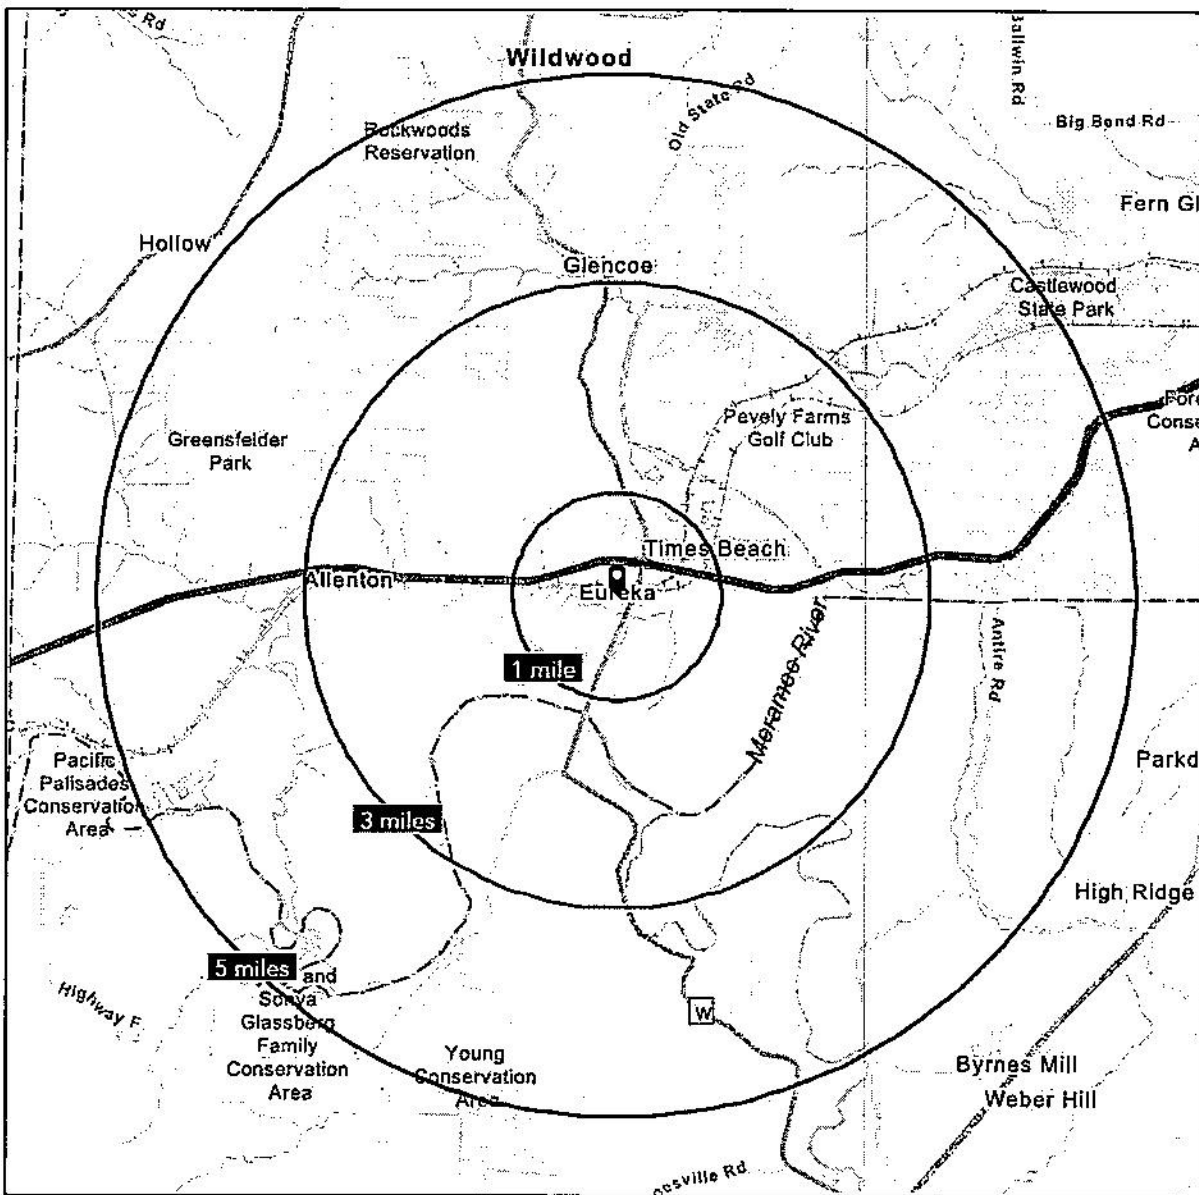 Rd
Wildwood
Ballwin Rd
Old State Rd
Big Bend Rd
Rockwoods
Reservation
Fern Gl
Hollow
Glencoe
Castlewood
State Park
Pevely Farms
Golf Club
Fore
Conse
A
Greensfelder
Park
Times Beach
Allenton
Eureka
Meramec River
Antire Rd
1 mile
Pacific
Palisades
Conservation
Area
Parkd
3 miles
High Ridge
5 miles
and
Sonya
Glassberg
Family
Conservation
Area
Highway F
W
Young
Conservation
Area
Byrnes Mill
Weber Hill
esville Rd